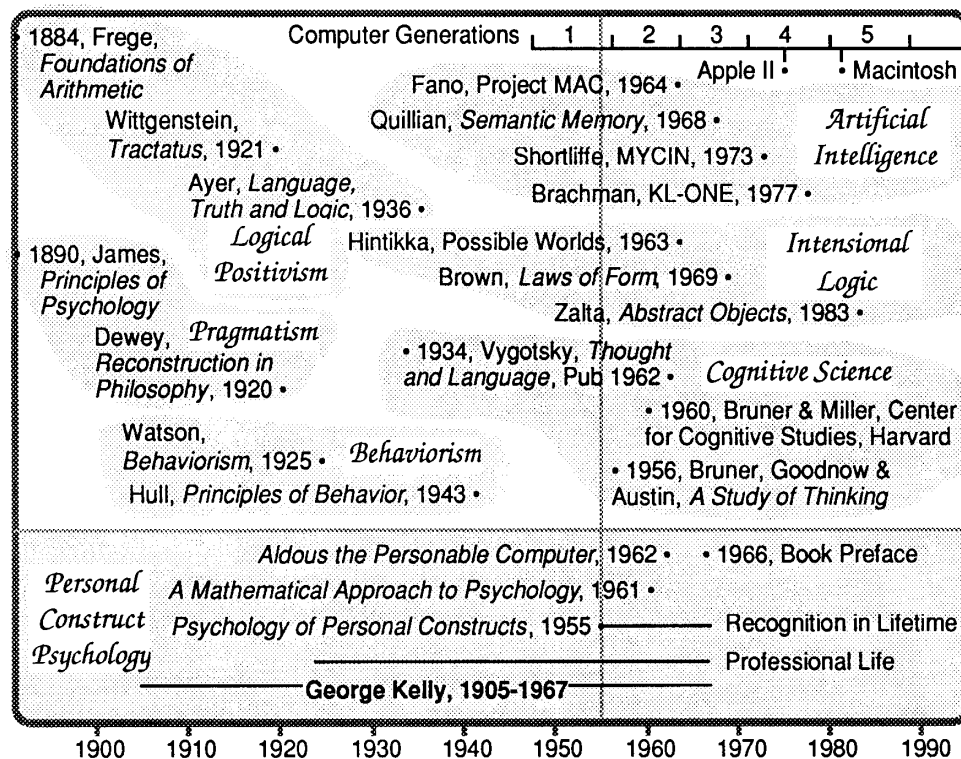 Computer Generations 1 2 3 4 5
Apple II • • Macintosh
• 1884, Frege,
Foundations of
Arithmetic
Wittgenstein,
Tractatus, 1921 •
Ayer, Language,
Truth and Logic, 1936 •
Logical
Positivism
Fano, Project MAC, 1964 •
Quillian, Semantic Memory, 1968 •
Shortliffe, MYCIN, 1973 •
Brachman, KL-ONE, 1977 •
Artificial
Intelligence
Hintikka, Possible Worlds, 1963 •
Brown, Laws of Form, 1969 •
Zalta, Abstract Objects, 1983 •
Intensional
Logic
• 1890, James,
Principles of
Psychology
Dewey,
Reconstruction in
Philosophy, 1920 •
Pragmatism
• 1934, Vygotsky, Thought
and Language, Pub 1962 •
Cognitive Science
• 1960, Bruner & Miller, Center
for Cognitive Studies, Harvard
• 1956, Bruner, Goodnow &
Austin, A Study of Thinking
Watson,
Behaviorism, 1925 •
Hull, Principles of Behavior, 1943 •
Behaviorism
Personal
Construct
Psychology
Aldous the Personable Computer, 1962 • • 1966, Book Preface
A Mathematical Approach to Psychology, 1961 •
Psychology of Personal Constructs, 1955 • Recognition in Lifetime
Professional Life
George Kelly, 1905-1967
1900 1910 1920 1930 1940 1950 1960 1970 1980 1990